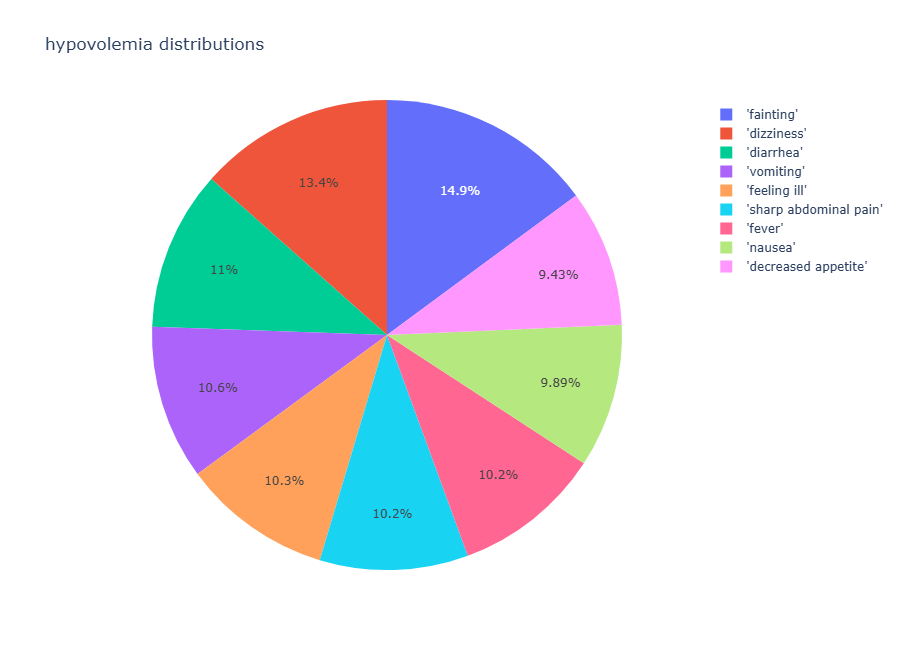 hypovolemia distributions
'fainting'
'dizziness'
'diarrhea'
'vomiting'
'feeling ill'
'sharp abdominal pain'
'fever'
'nausea'
'decreased appetite'
13.4%
14.9%
11%
9.43%
10.6%
9.89%
10.3%
10.2%
10.2%